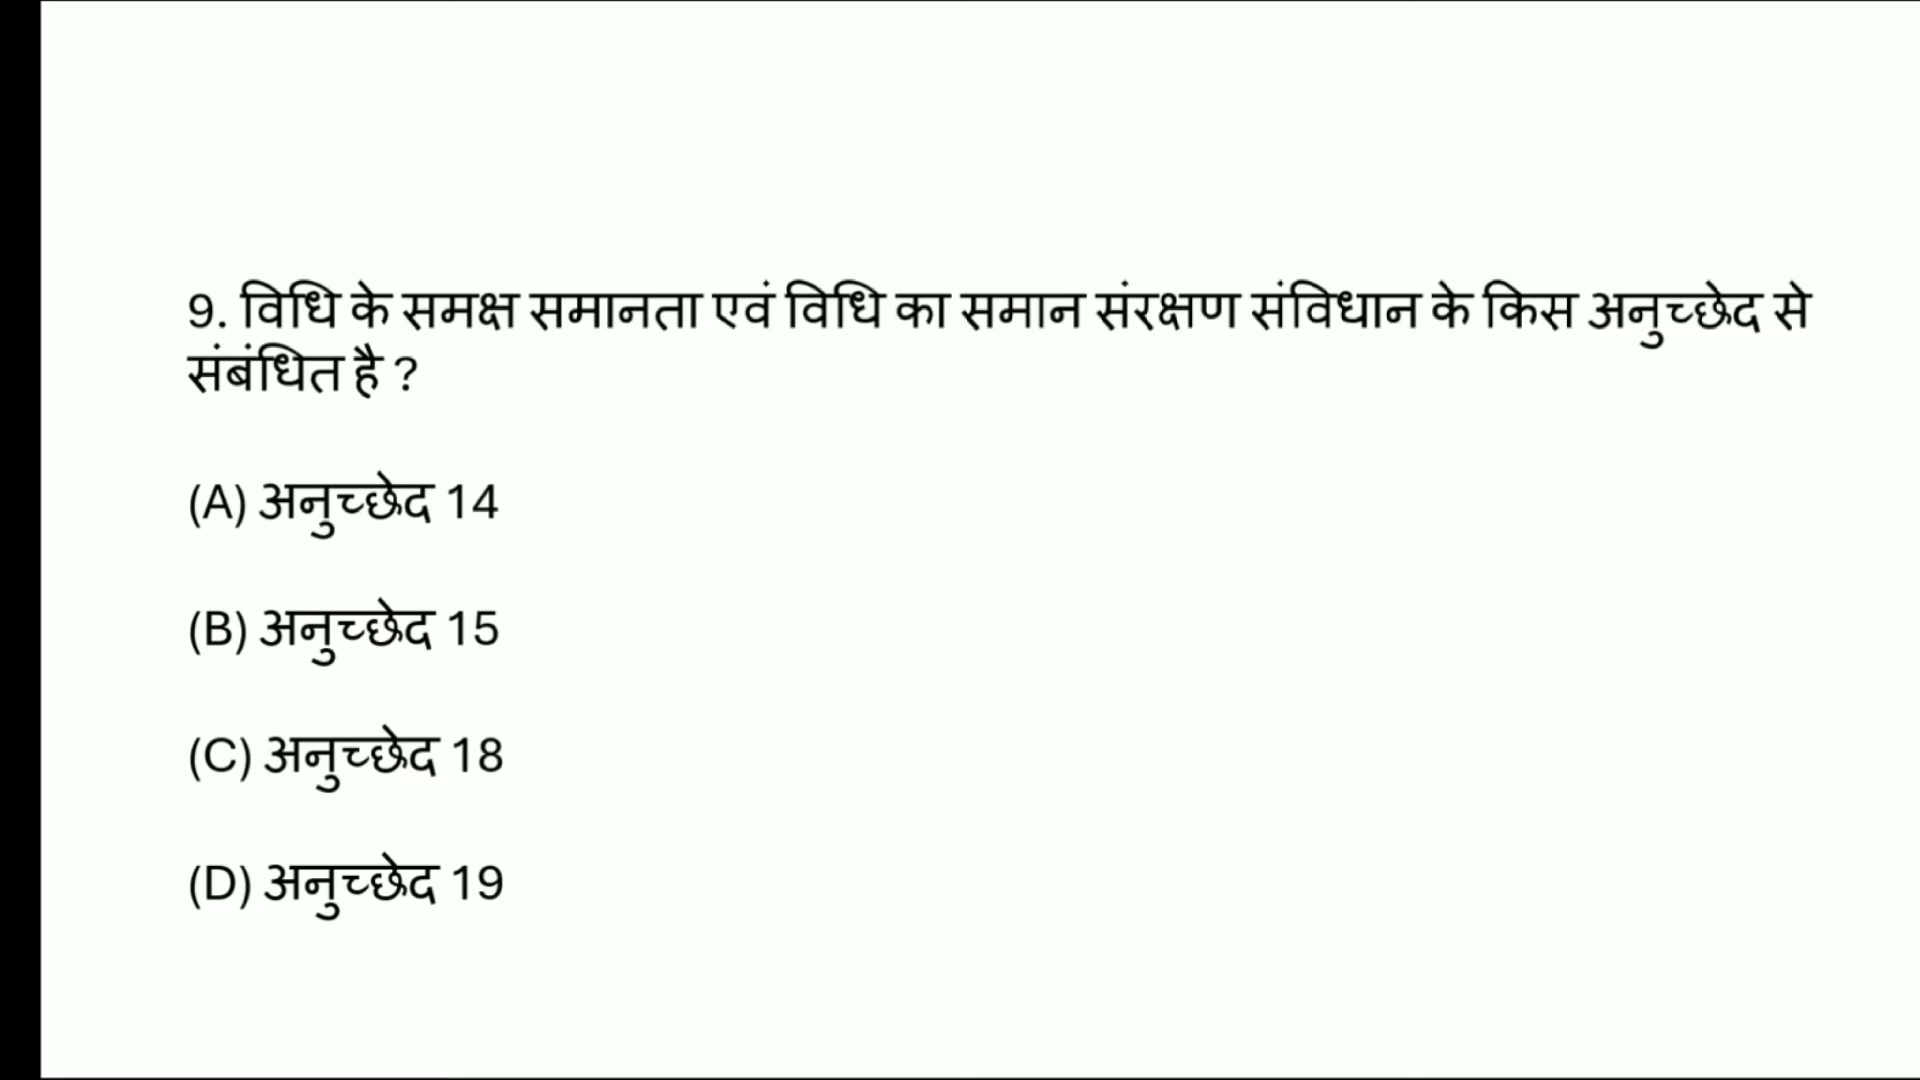 9. विधि के समक्ष समानता एवं विधि का समान संरक्षण संविधान के किस अनुच्छेद से
संबंधित है ?
(A) अनुच्छेद 14
(B) अनुच्छेद 15
(C) अनुच्छेद 18
(D) अनुच्छेद 19